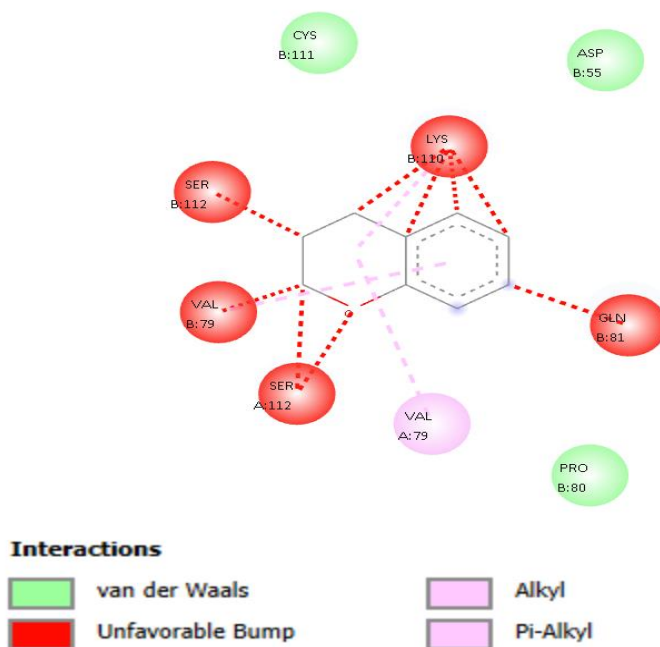 CYS
B:111
ASP
B:55
LYS
B:110
SER
B:112
VAL
B:79
O
GLN
B:81
SER
A:112
VAL
A:79
PRO
B:80
Interactions
van der Waals
Alkyl
Unfavorable Bump
Pi-Alkyl